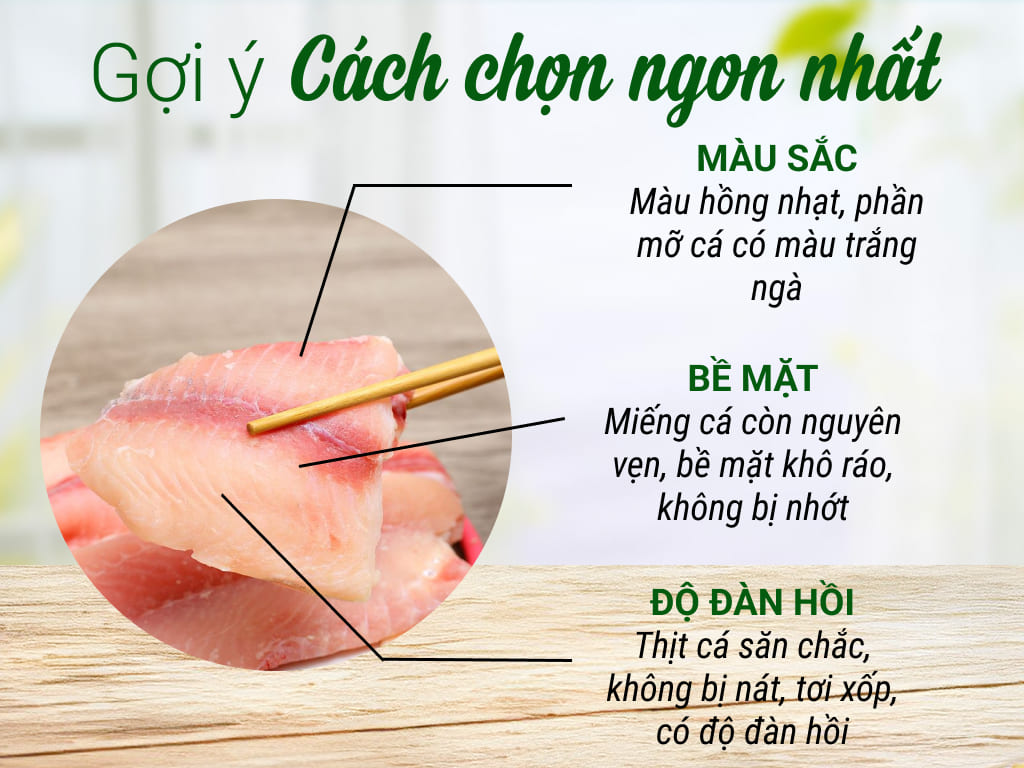 Gợi ý Cách chọn ngon nhất
MÀU SẮC
Màu hồng nhạt, phần
mỡ cá có màu trắng
ngà
BỀ MẶT
Miếng cá còn nguyên
vẹn, bề mặt khô ráo,
không bị nhớt
ĐỘ ĐÀN HỒI
Thịt cá săn chắc,
không bị nát, tơi xốp,
có độ đàn hồi